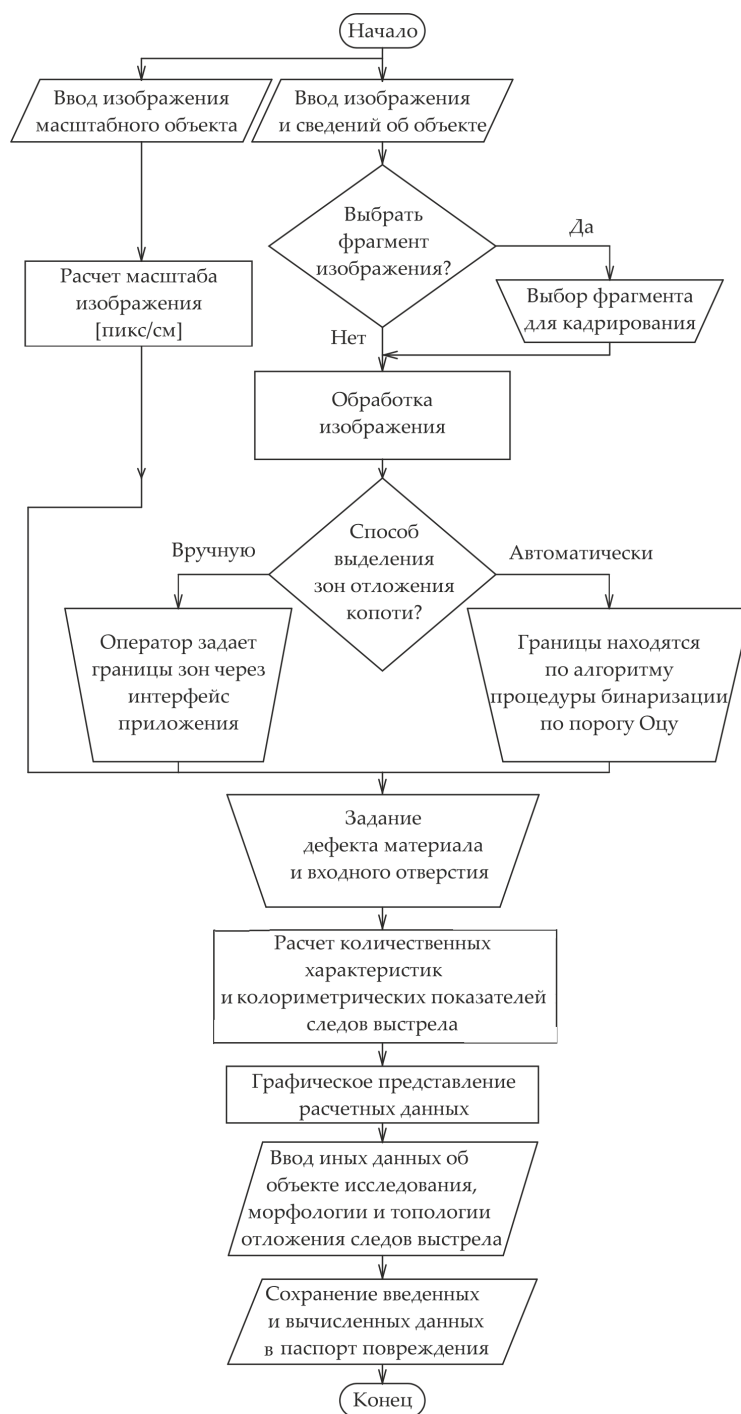 Начало
Ввод изображения
масштабного объекта
Ввод изображения
и сведений об объекте
Выбрать
фрагмент
изображения?
Да
Расчет масштаба
изображения
[пикс/см]
Выбор фрагмента
для кадрирования
Нет
Обработка
изображения
Способ
выделения
зон отложения
копоти?
Вручную
Автоматически
Оператор задает
границы зон через
интерфейс
приложения
Границы находятся
по алгоритму
процедуры бинаризации
по порогу Оцу
Задание
дефекта материала
и входного отверстия
Расчет количественных
характеристик
и колориметрических показателей
следов выстрела
Графическое представление
расчетных данных
Ввод иных данных об
объекте исследования,
морфологии и топологии
отложения следов выстрела
Сохранение введенных
и вычисленных данных
в паспорт повреждения
Конец